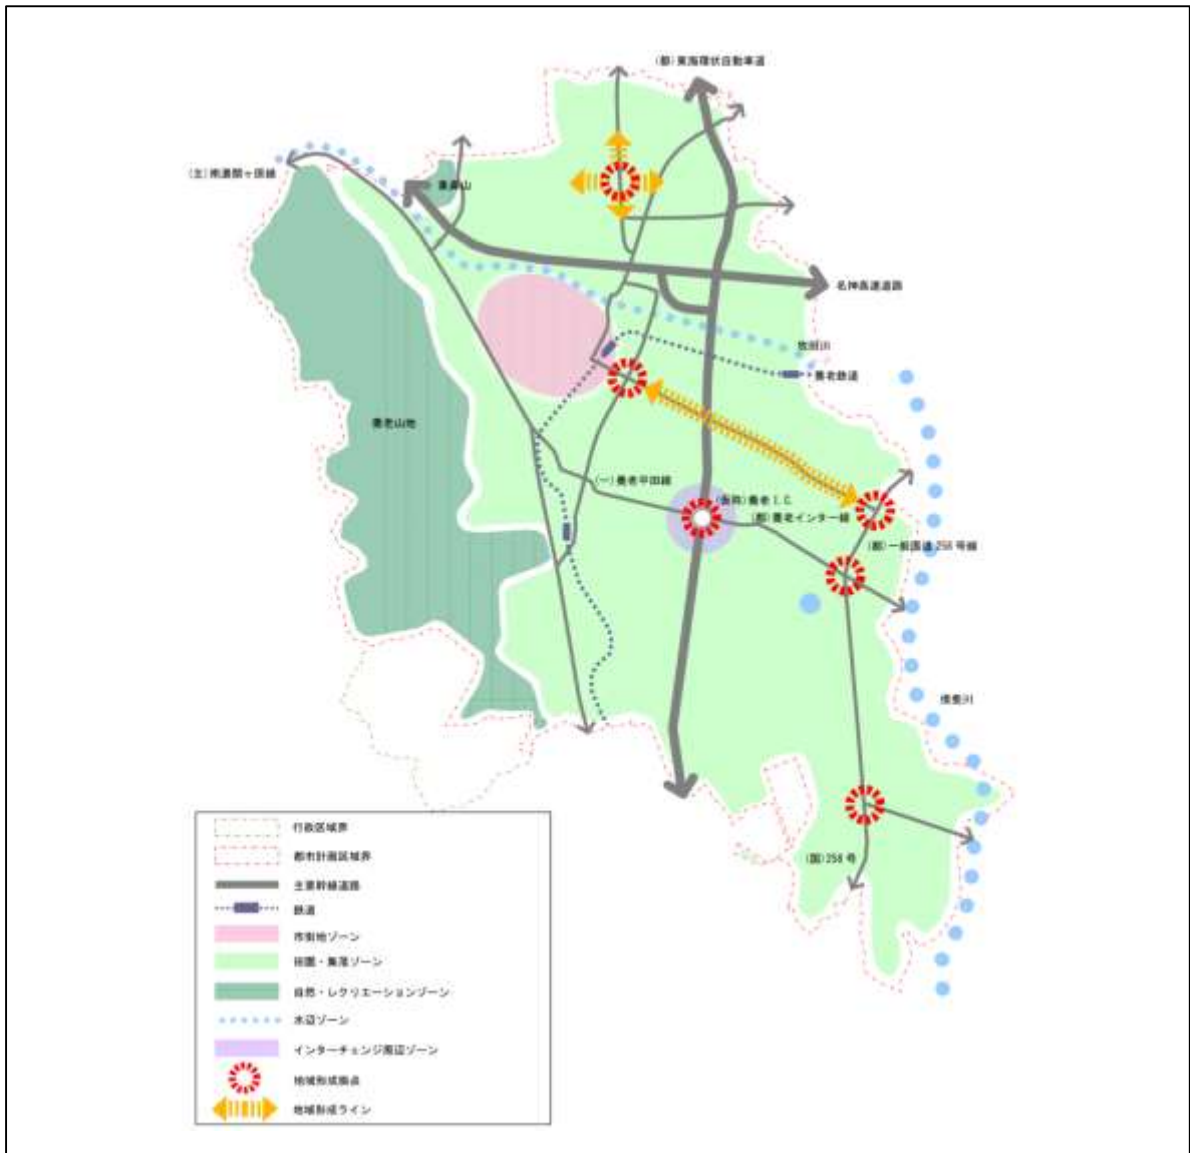 (都)東海環状自動車道
(主)南濃関ヶ原線
象鼻山
名神高速道路
牧田川
養老鉄道
養老山地
(一)養老平田線
(仮称)養老I.C
(都)養老インター線
(都)一般国道258号線
揖斐川
(国)258号
行政区域界
都市計画区域界
主要幹線道路
鉄道
市街地ゾーン
田園・集落ゾーン
自然・レクリエーションゾーン
水辺ゾーン
インターチェンジ周辺ゾーン
地域形成拠点
地域形成ライン